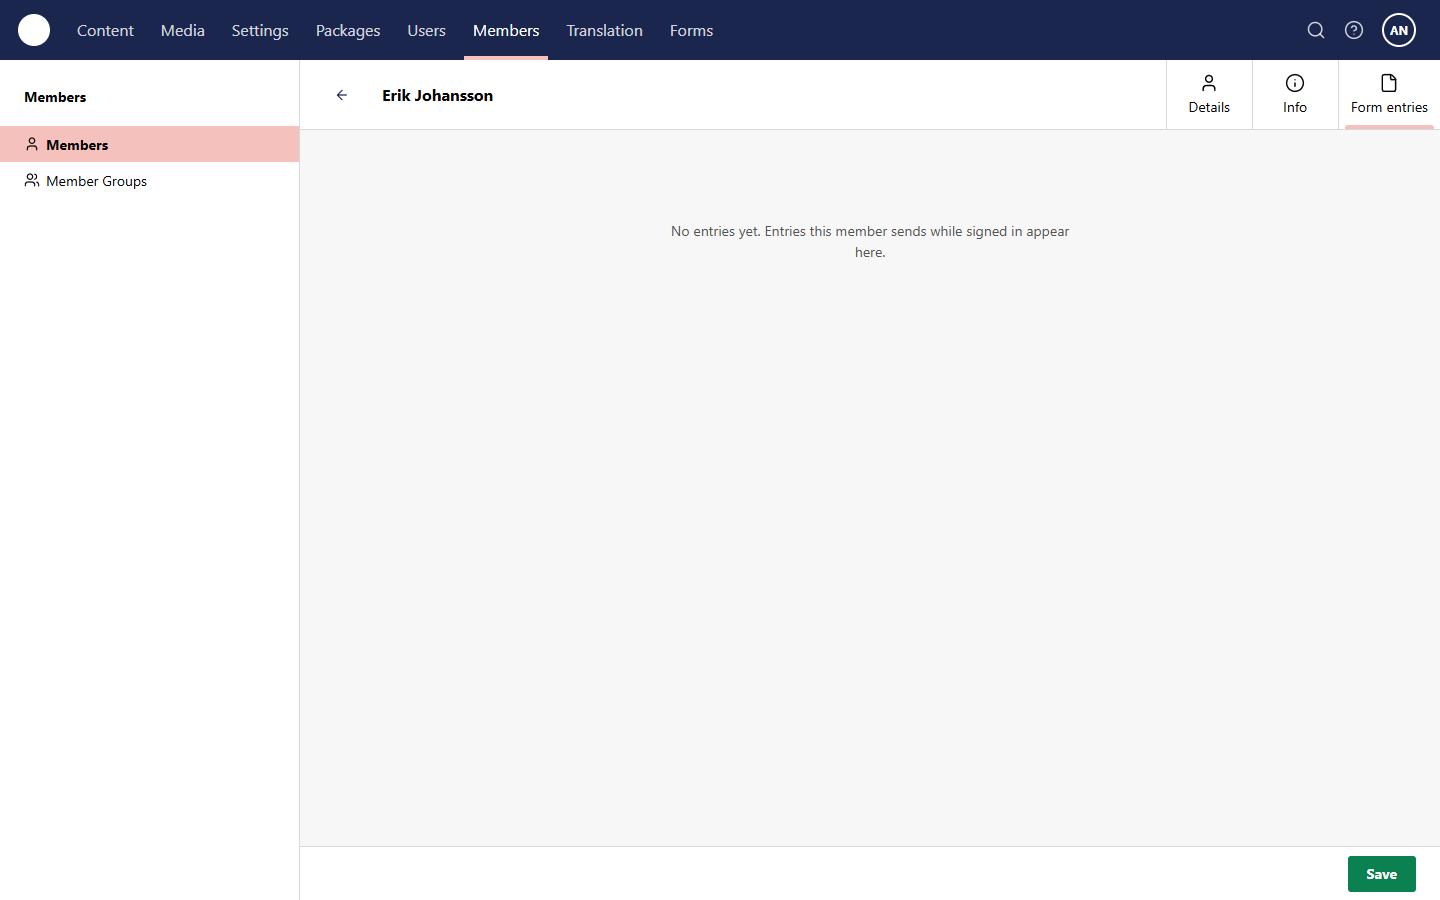 Content Media Settings Packages Users Members Translation Forms AN
Members
Members
Member Groups
Erik Johansson
Details Info Form entries
No entries yet. Entries this member sends while signed in appear
here.
Save